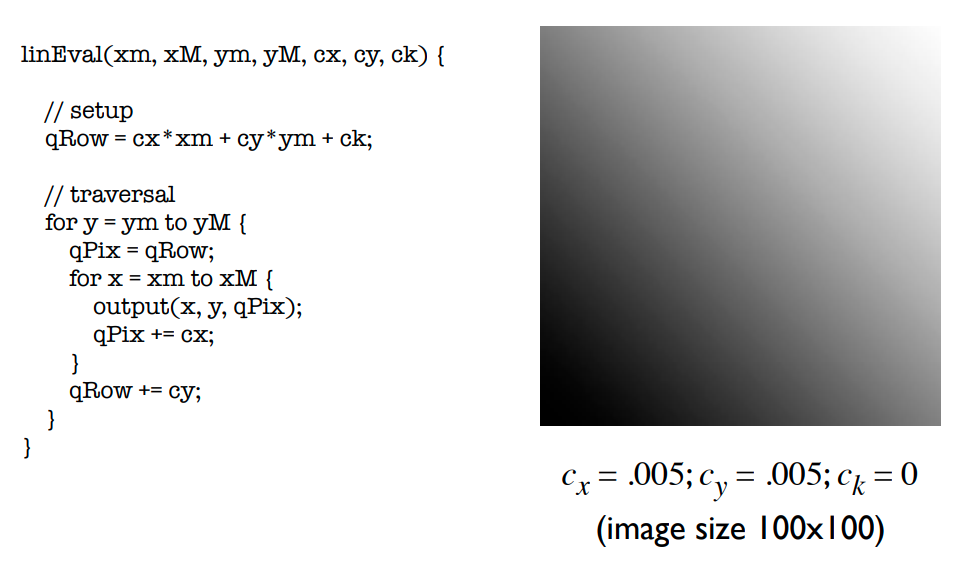 linEval(xm, xM, ym, yM, cx, cy, ck) {
// setup
qRow = cx*xm + cy*ym + ck;
// traversal
for y = ym to yM {
qPix = qRow;
for x = xm to xM {
output(x, y, qPix);
qPix += cx;
}
qRow += cy;
}
}
c_x = .005; c_y = .005; c_k = 0
(image size 100x100)